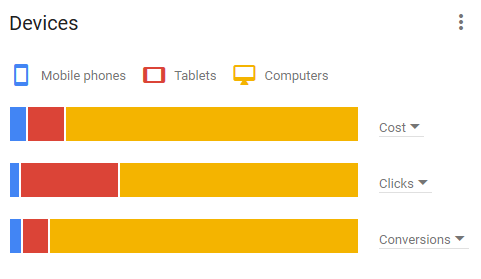 Devices
Mobile phones Tablets Computers
Cost
Clicks
Conversions